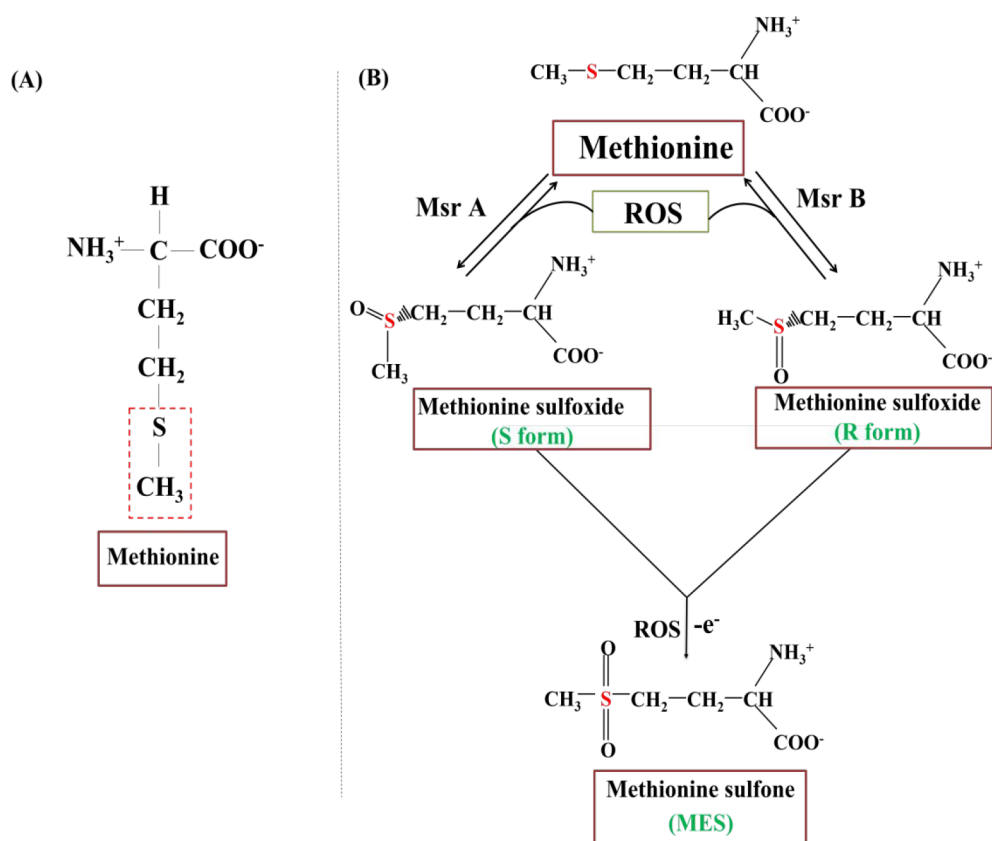 (A)
H
NH₃⁺ — C — COO⁻
CH₂
CH₂
S
CH₃
Methionine
(B)
NH₃⁺
CH₃—S—CH₂—CH₂—CH
COO⁻
Methionine
Msr A
ROS
Msr B
NH₃⁺
O=S CH₂—CH₂—CH
COO⁻
CH₃
Methionine sulfoxide
(S form)
NH₃⁺
H₃C S CH₂—CH₂—CH
COO⁻
O
Methionine sulfoxide
(R form)
ROS -e⁻
O
NH₃⁺
CH₃—S—CH₂—CH₂—CH
COO⁻
O
Methionine sulfone
(MES)